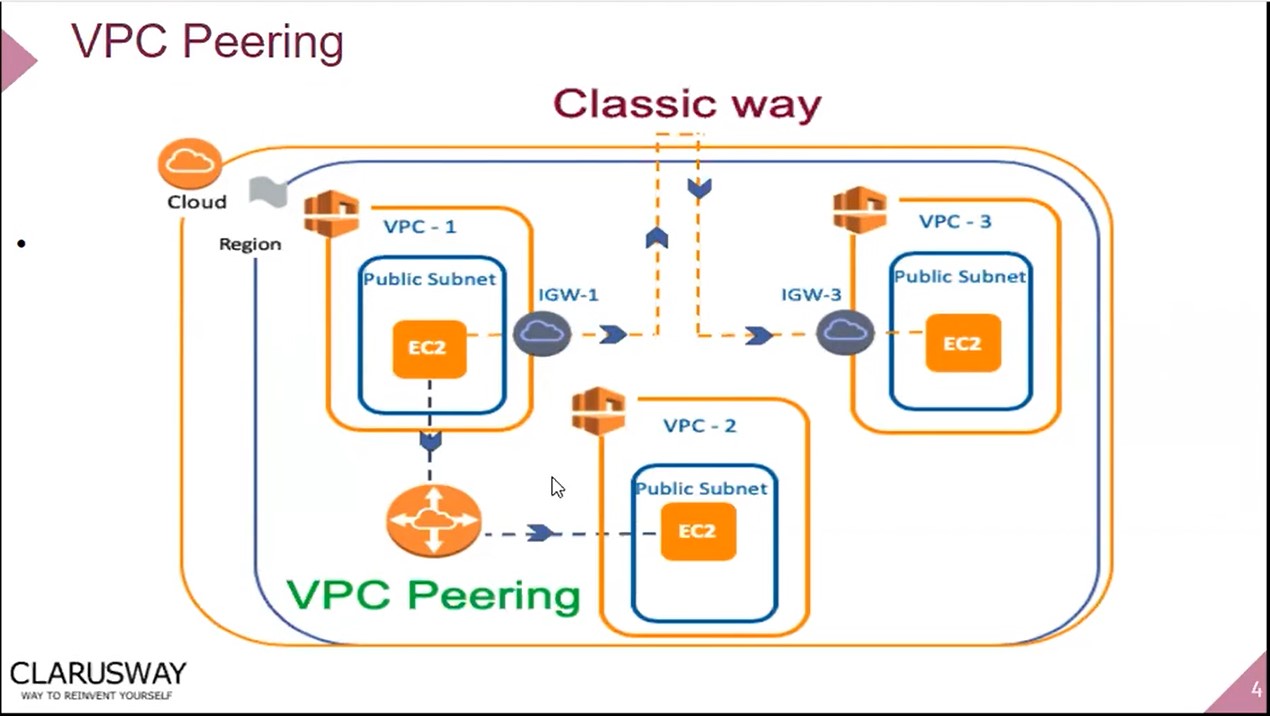 VPC Peering
Classic way
Cloud
Region
VPC - 1
Public Subnet
EC2
IGW-1
IGW-3
VPC - 3
Public Subnet
EC2
VPC - 2
Public Subnet
EC2
VPC Peering
CLARUSWAY
WAY TO REINVENT YOURSELF
4